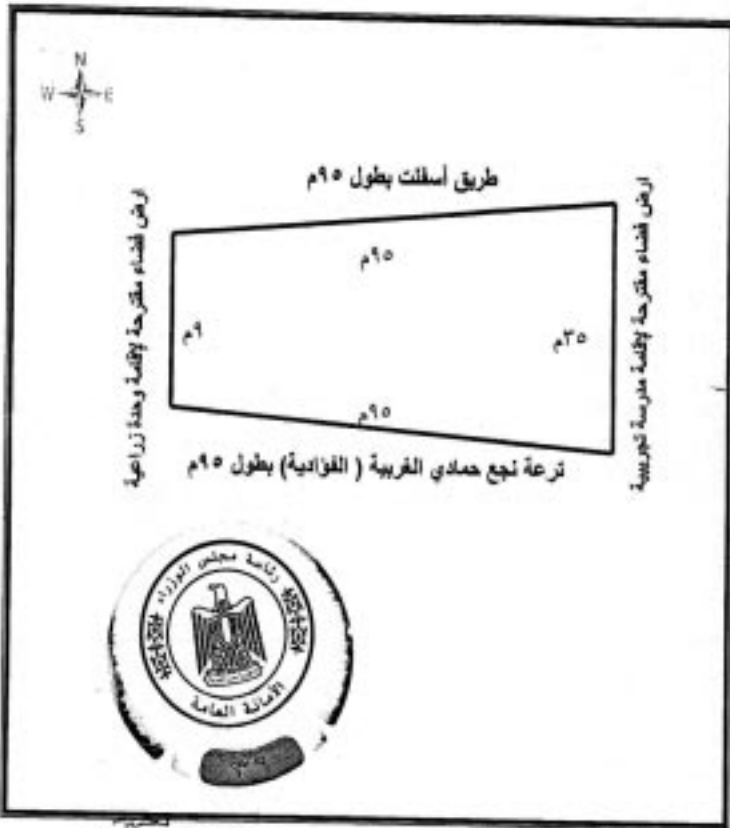 N
W E
S
طريق أسفلت بطول ٩٥م
ارض فضاء مقترحة لإقامة مدرسة تجريبية
٩٥م
٣٥م
٩م
ارض فضاء مقترحة لإقامة وحدة زراعية
٩٥م
ترعة نجع حمادي الغربية ( الفؤادية) بطول ٩٥م
رئاسة مجلس الوزراء
الأمانة العامة